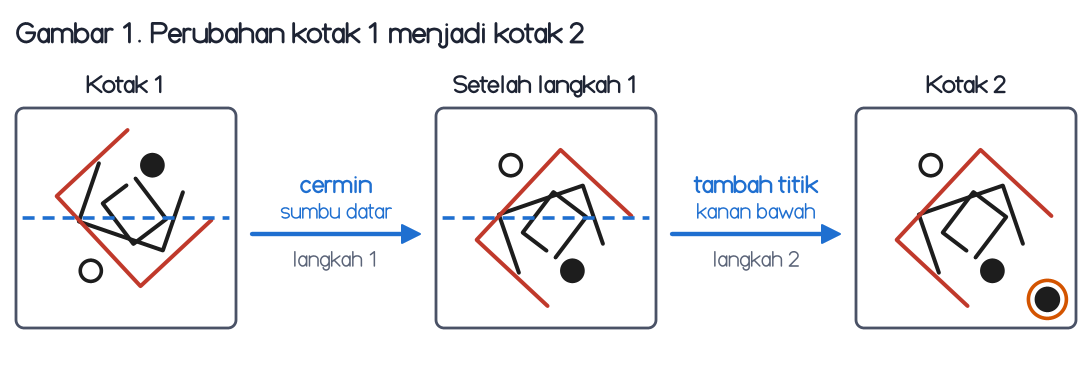 Gambar 1. Perubahan kotak 1 menjadi kotak 2
Kotak 1
Setelah langkah 1
Kotak 2
cermin
sumbu datar
langkah 1
tambah titik
kanan bawah
langkah 2